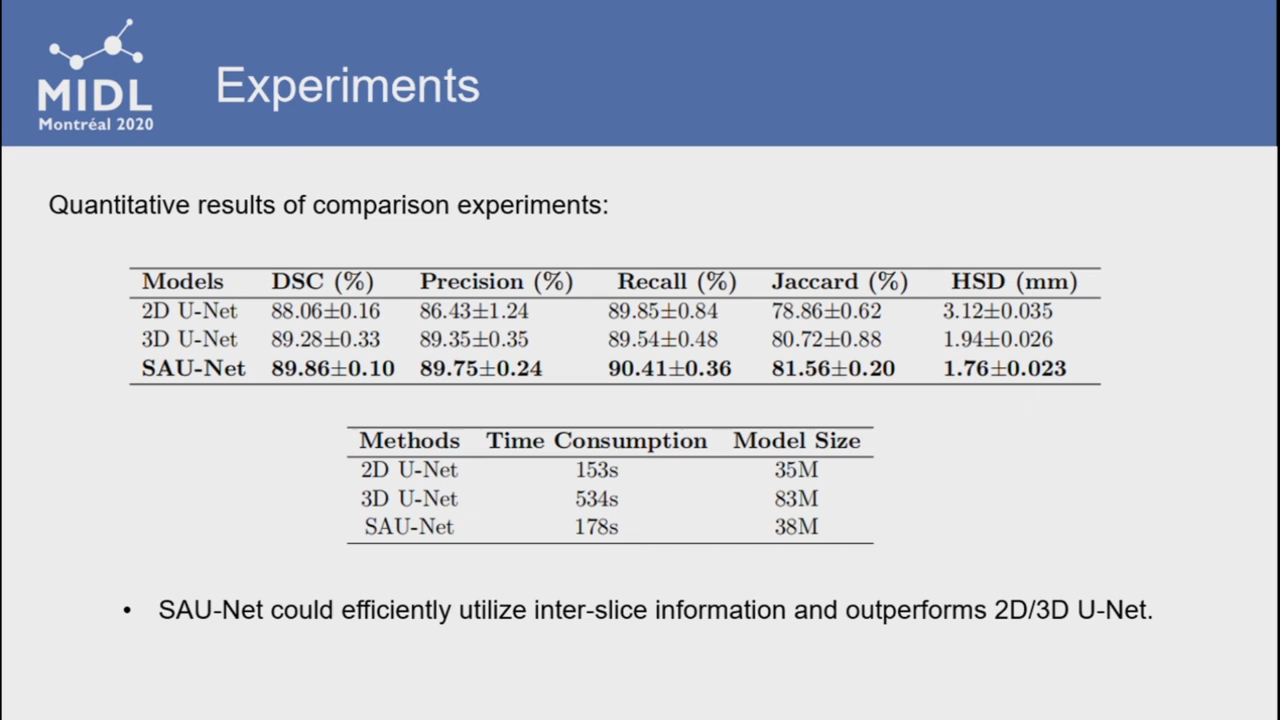 MIDL
Montréal 2020
Experiments
Quantitative results of comparison experiments:
Models DSC (%) Precision (%) Recall (%) Jaccard (%) HSD (mm)
2D U-Net 88.06±0.16 86.43±1.24 89.85±0.84 78.86±0.62 3.12±0.035
3D U-Net 89.28±0.33 89.35±0.35 89.54±0.48 80.72±0.88 1.94±0.026
SAU-Net 89.86±0.10 89.75±0.24 90.41±0.36 81.56±0.20 1.76±0.023
Methods Time Consumption Model Size
2D U-Net 153s 35M
3D U-Net 534s 83M
SAU-Net 178s 38M
• SAU-Net could efficiently utilize inter-slice information and outperforms 2D/3D U-Net.